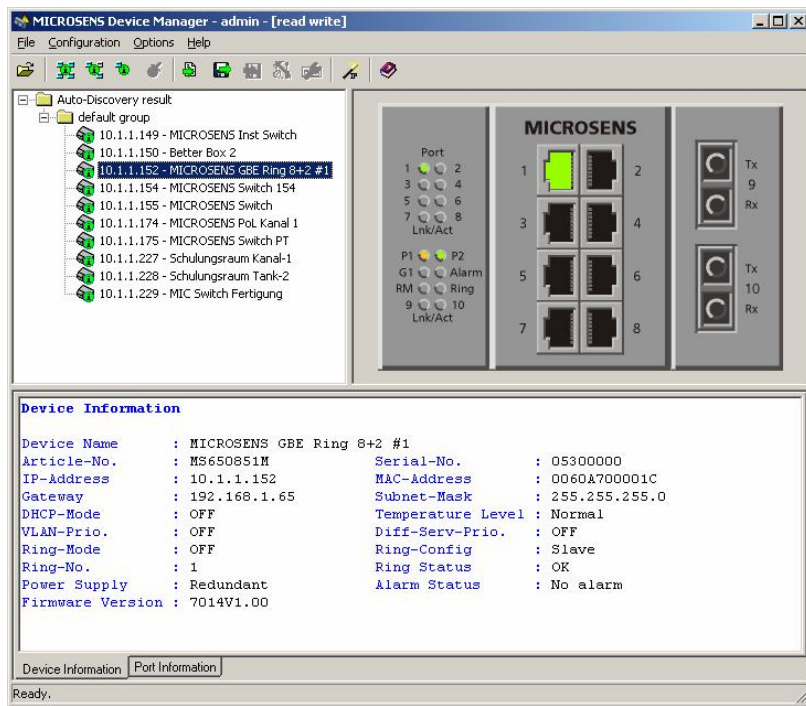 MICROSENS Device Manager - admin - [read write]
File Configuration Options Help
Auto-Discovery result
default group
10.1.1.149 - MICROSENS Inst Switch
10.1.1.150 - Better Box 2
10.1.1.152 - MICROSENS GBE Ring 8+2 #1
10.1.1.154 - MICROSENS Switch 154
10.1.1.155 - MICROSENS Switch
10.1.1.174 - MICROSENS PoL Kanal 1
10.1.1.175 - MICROSENS Switch PT
10.1.1.227 - Schulungsraum Kanal-1
10.1.1.228 - Schulungsraum Tank-2
10.1.1.229 - MIC Switch Fertigung
Port
1 2
3 4
5 6
7 8
Lnk/Act
P1 P2
G1 Alarm
RM Ring
9 10
Lnk/Act
MICROSENS
1 2
3 4
5 6
7 8
Tx
9
Rx
Tx
10
Rx
Device Information
Device Name : MICROSENS GBE Ring 8+2 #1
Article-No. : MS650851M Serial-No. : 05300000
IP-Address : 10.1.1.152 MAC-Address : 0060A700001C
Gateway : 192.168.1.65 Subnet-Mask : 255.255.255.0
DHCP-Mode : OFF Temperature Level : Normal
VLAN-Prio. : OFF Diff-Serv-Prio. : OFF
Ring-Mode : OFF Ring-Config : Slave
Ring-No. : 1 Ring Status : OK
Power Supply : Redundant Alarm Status : No alarm
Firmware Version : 7014V1.00
Device Information Port Information
Ready.